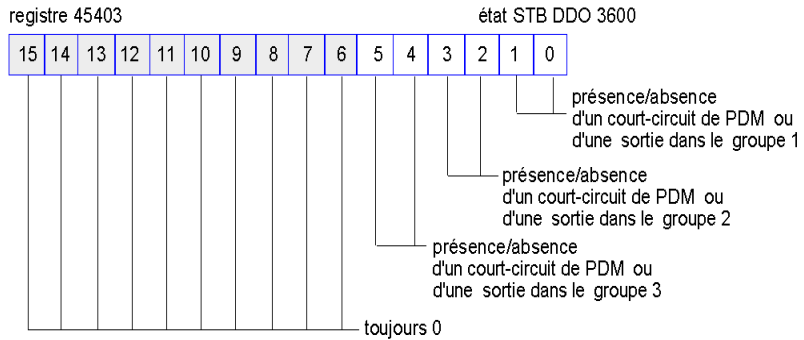 registre 45403
état STB DDO 3600
15 14 13 12 11 10 9 8 7 6 5 4 3 2 1 0
présence/absence
d'un court-circuit de PDM ou
d'une sortie dans le groupe 1
présence/absence
d'un court-circuit de PDM ou
d'une sortie dans le groupe 2
présence/absence
d'un court-circuit de PDM ou
d'une sortie dans le groupe 3
toujours 0